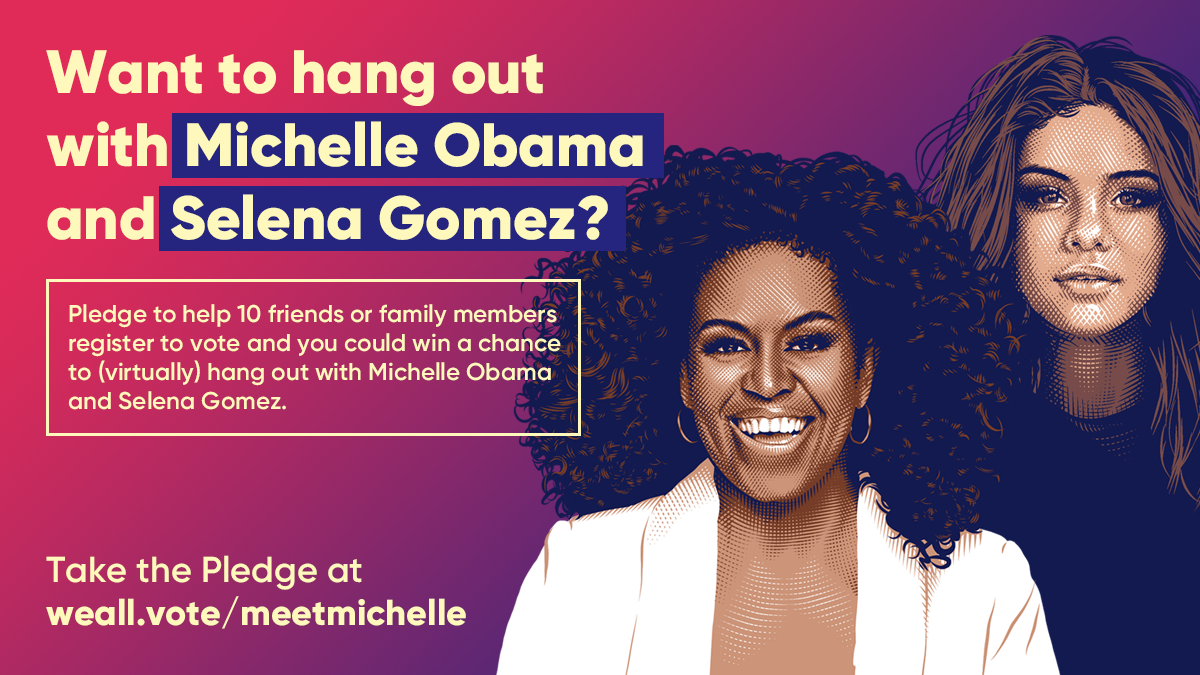 Want to hang out
with Michelle Obama
and Selena Gomez?
Pledge to help 10 friends or family members
register to vote and you could win a chance
to (virtually) hang out with Michelle Obama
and Selena Gomez.
Take the Pledge at
weall.vote/meetmichelle